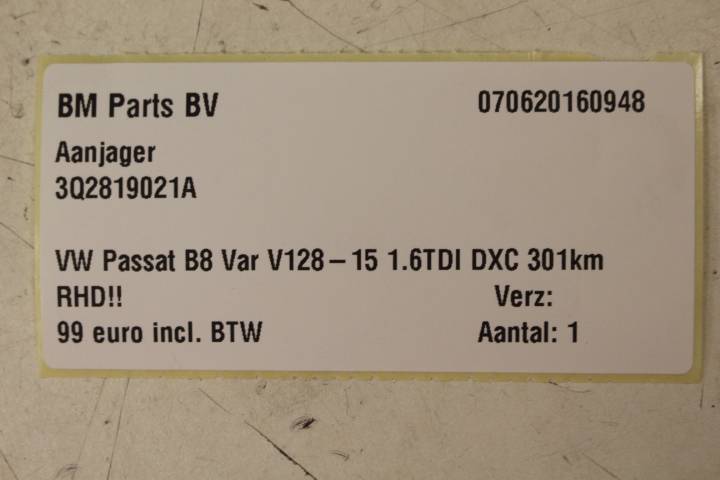 BM Parts BV 070620160948
Aanjager
3Q2819021A
VW Passat B8 Var V128-15 1.6TDI DXC 301km
RHD!! Verz:
99 euro incl. BTW Aantal: 1